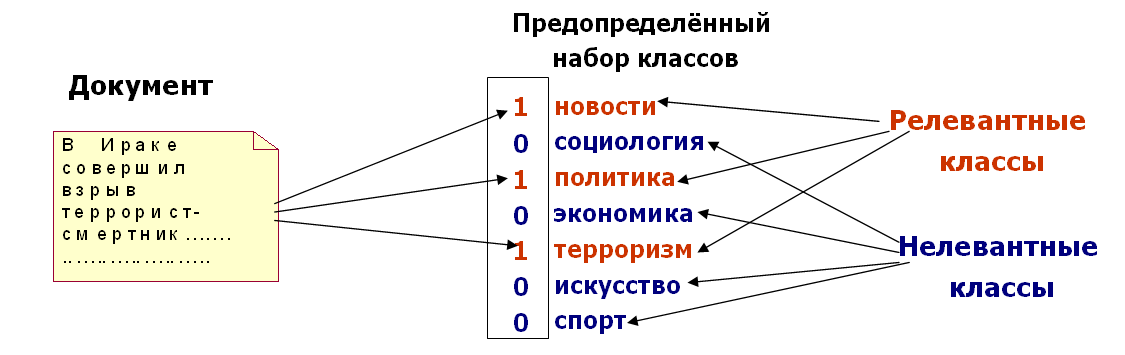 Предопределённый
набор классов
Документ
В Ираке
совершил
взрыв
террорист-
смертник .......
......................
1 новости
0 социология
1 политика
0 экономика
1 терроризм
0 искусство
0 спорт
Релевантные
классы
Нелевантные
классы